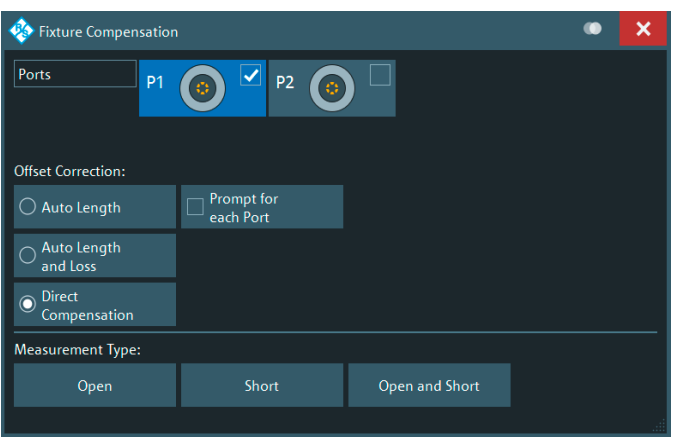 R&S Fixture Compensation
Ports
P1
P2
Offset Correction:
Auto Length
Prompt for
each Port
Auto Length
and Loss
Direct
Compensation
Measurement Type:
Open
Short
Open and Short